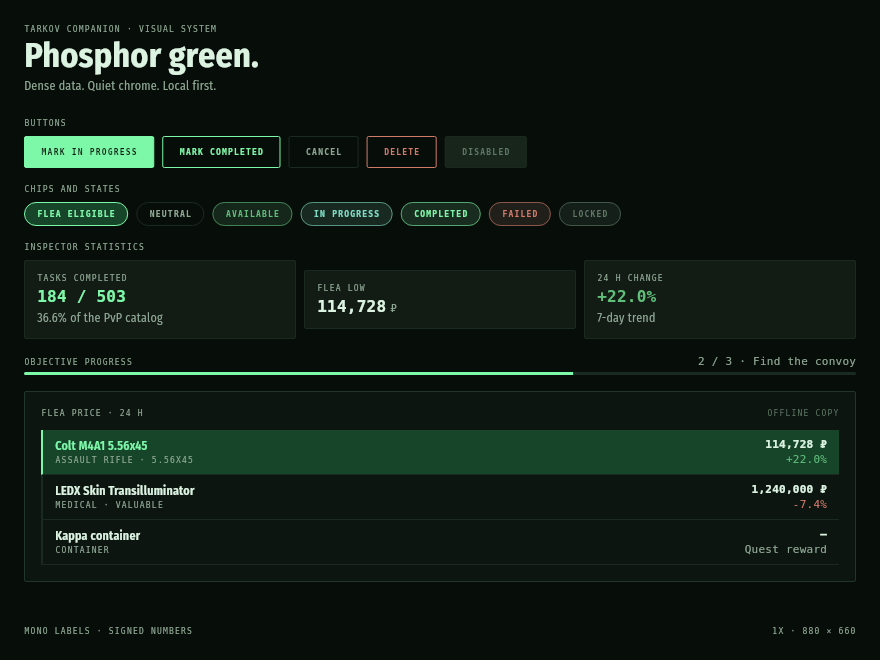 TARKOV COMPANION · VISUAL SYSTEM
Phosphor green.
Dense data. Quiet chrome. Local first.
BUTTONS
MARK IN PROGRESS MARK COMPLETED CANCEL DELETE DISABLED
CHIPS AND STATES
FLEA ELIGIBLE NEUTRAL AVAILABLE IN PROGRESS COMPLETED FAILED LOCKED
INSPECTOR STATISTICS
TASKS COMPLETED
184 / 503
36.6% of the PvP catalog
FLEA LOW
114,728 ₽
24 H CHANGE
+22.0%
7-day trend
OBJECTIVE PROGRESS 2 / 3 · Find the convoy
FLEA PRICE · 24 H OFFLINE COPY
Colt M4A1 5.56x45 114,728 ₽
ASSAULT RIFLE · 5.56X45 +22.0%
LEDX Skin Transilluminator 1,240,000 ₽
MEDICAL · VALUABLE -7.4%
Kappa container —
CONTAINER Quest reward
MONO LABELS · SIGNED NUMBERS 1X · 880 × 660